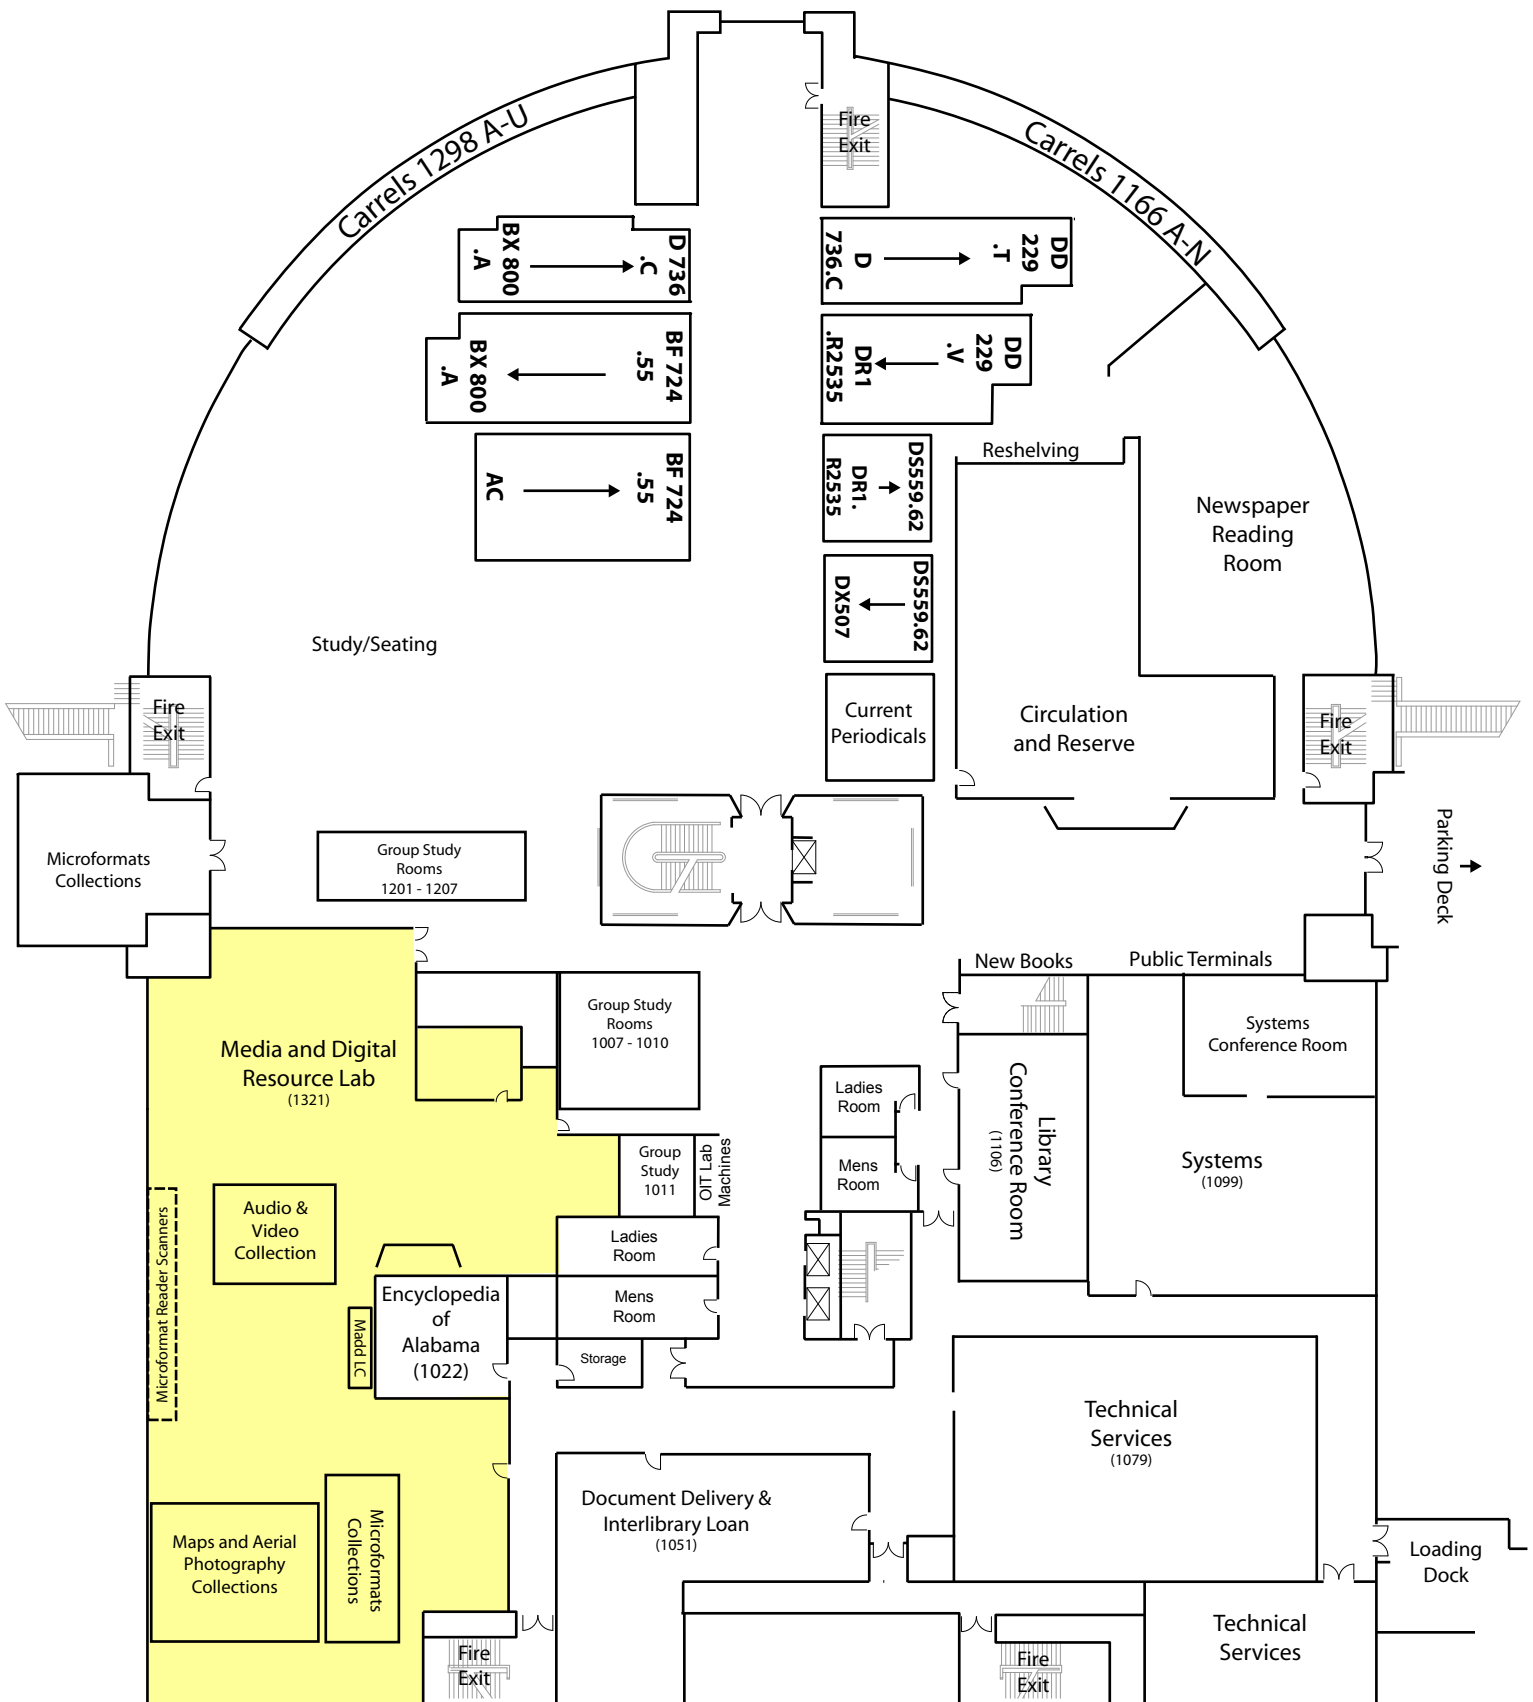 Carrels 1298 A-U
Fire
Exit
Carrels 1166 A-N
BX 800
.A
D 736
.C
D
736.C
DD
229
.T
BX 800
.A
BF 724
.55
DR1
.R2535
DD
229
.V
AC
BF 724
.55
DR1.
R2535
DS559.62
Reshelving
Newspaper
Reading
Room
DX507
DS559.62
Study/Seating
Fire
Exit
Current
Periodicals
Circulation
and Reserve
Fire
Exit
Microformats
Collections
Group Study
Rooms
1201 - 1207
Parking Deck
New Books
Public Terminals
Media and Digital
Resource Lab
(1321)
Group Study
Rooms
1007 - 1010
Systems
Conference Room
Ladies
Room
Mens
Room
Library
Conference Room
(1106)
Systems
(1099)
Group
Study
1011
OIT Lab
Machines
Microformat Reader Scanners
Audio &
Video
Collection
Ladies
Room
Mens
Room
Encyclopedia
of
Alabama
(1022)
Madd LC
Storage
Technical
Services
(1079)
Document Delivery &
Interlibrary Loan
(1051)
Maps and Aerial
Photography
Collections
Microformats
Collections
Loading
Dock
Technical
Services
Fire
Exit
Fire
Exit